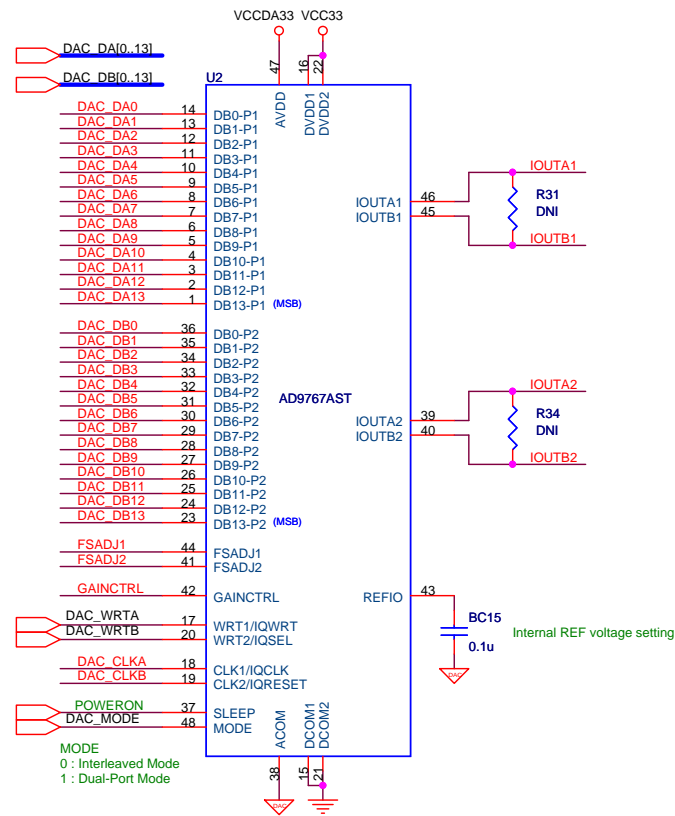 VCCDA33 VCC33
DAC_DA[0..13]
DAC_DB[0..13]
U2
47 16 22
AVDD DVDD1 DVDD2
DAC_DA0 14 DB0-P1
DAC_DA1 13 DB1-P1
DAC_DA2 12 DB2-P1
DAC_DA3 11 DB3-P1
DAC_DA4 10 DB4-P1
DAC_DA5 9 DB5-P1
DAC_DA6 8 DB6-P1
DAC_DA7 7 DB7-P1
DAC_DA8 6 DB8-P1
DAC_DA9 5 DB9-P1
DAC_DA10 4 DB10-P1
DAC_DA11 3 DB11-P1
DAC_DA12 2 DB12-P1
DAC_DA13 1 DB13-P1 (MSB)
IOUTA1 46 IOUTA1
IOUTB1 45 IOUTB1
R31
DNI
DAC_DB0 36 DB0-P2
DAC_DB1 35 DB1-P2
DAC_DB2 34 DB2-P2
DAC_DB3 33 DB3-P2
DAC_DB4 32 DB4-P2
DAC_DB5 31 DB5-P2
DAC_DB6 30 DB6-P2
DAC_DB7 29 DB7-P2
DAC_DB8 28 DB8-P2
DAC_DB9 27 DB9-P2
DAC_DB10 26 DB10-P2
DAC_DB11 25 DB11-P2
DAC_DB12 24 DB12-P2
DAC_DB13 23 DB13-P2 (MSB)
AD9767AST
IOUTA2 39 IOUTA2
IOUTB2 40 IOUTB2
R34
DNI
FSADJ1 44 FSADJ1
FSADJ2 41 FSADJ2
GAINCTRL 42 GAINCTRL
REFIO 43
BC15
0.1u
Internal REF voltage setting
DAC
DAC_WRTA 17 WRT1/IQWRT
DAC_WRTB 20 WRT2/IQSEL
DAC_CLKA 18 CLK1/IQCLK
DAC_CLKB 19 CLK2/IQRESET
POWERON 37 SLEEP
DAC_MODE 48 MODE
ACOM DCOM1 DCOM2
38 15 21
DAC
MODE
0 : Interleaved Mode
1 : Dual-Port Mode